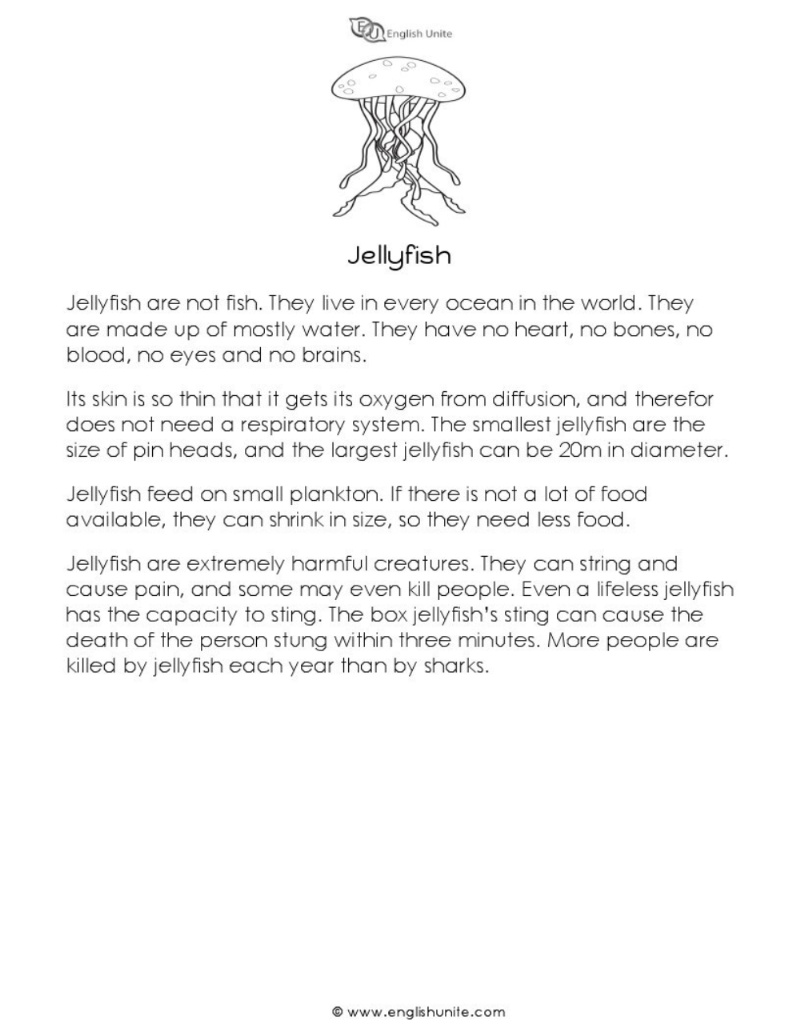 EU English Unite
Jellyfish
Jellyfish are not fish. They live in every ocean in the world. They
are made up of mostly water. They have no heart, no bones, no
blood, no eyes and no brains.
Its skin is so thin that it gets its oxygen from diffusion, and therefor
does not need a respiratory system. The smallest jellyfish are the
size of pin heads, and the largest jellyfish can be 20m in diameter.
Jellyfish feed on small plankton. If there is not a lot of food
available, they can shrink in size, so they need less food.
Jellyfish are extremely harmful creatures. They can string and
cause pain, and some may even kill people. Even a lifeless jellyfish
has the capacity to sting. The box jellyfish's sting can cause the
death of the person stung within three minutes. More people are
killed by jellyfish each year than by sharks.
© www.englishunite.com